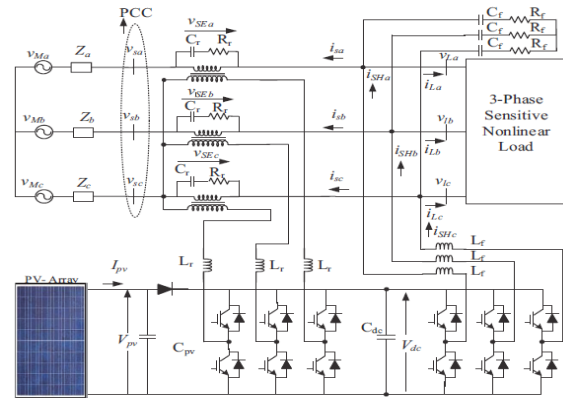 PCC
v_SEa
C_r R_r
C_f R_f
C_f R_f
C_f R_f
v_Ma Z_a v_sa
i_sa
i_SHa
v_La
i_La
v_SEb
C_r R_r
v_Mb Z_b v_sb
i_sb
i_SHb
v_lb
i_Lb
3-Phase
Sensitive
Nonlinear
Load
v_SEc
C_r R_r
v_Mc Z_c v_sc
i_sc
v_lc
i_Lc
i_SHc
L_r L_r L_r
L_f
L_f
L_f
I_pv
PV-Array
V_pv
C_pv
C_dc
V_dc